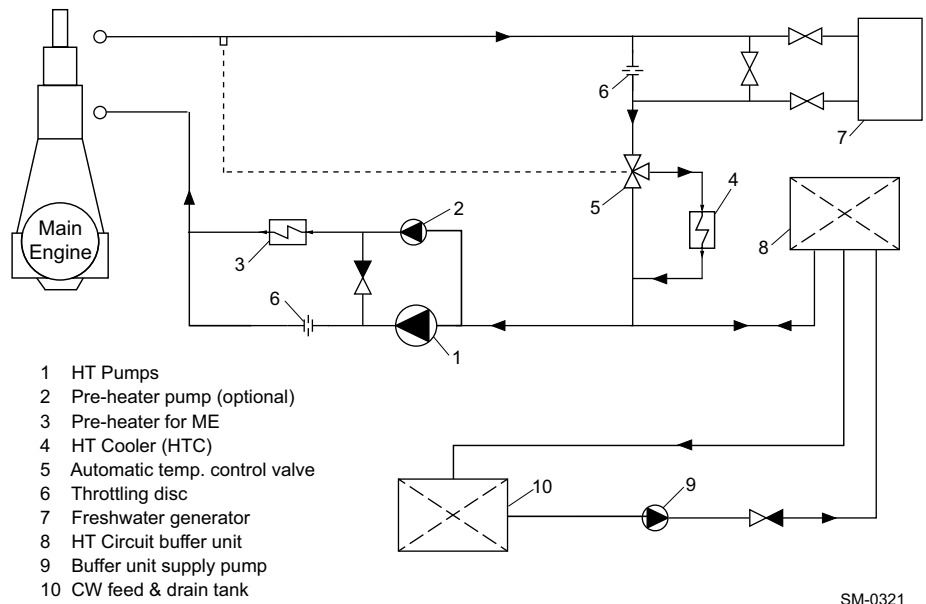 6
7
5
4
8
2
3
6
1
Main
Engine
1 HT Pumps
2 Pre-heater pump (optional)
3 Pre-heater for ME
4 HT Cooler (HTC)
5 Automatic temp. control valve
6 Throttling disc
7 Freshwater generator
8 HT Circuit buffer unit
9 Buffer unit supply pump
10 CW feed & drain tank
10
9
SM-0321